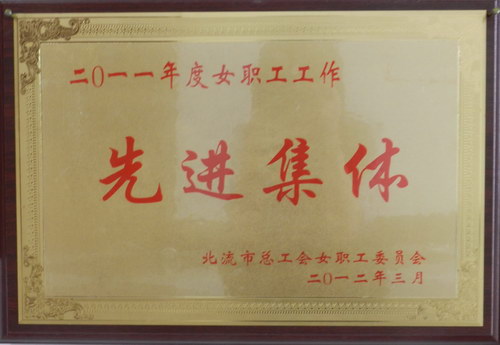 二〇一一年度女职工工作
先进集体
北流市总工会女职工委员会
二〇一二年三月